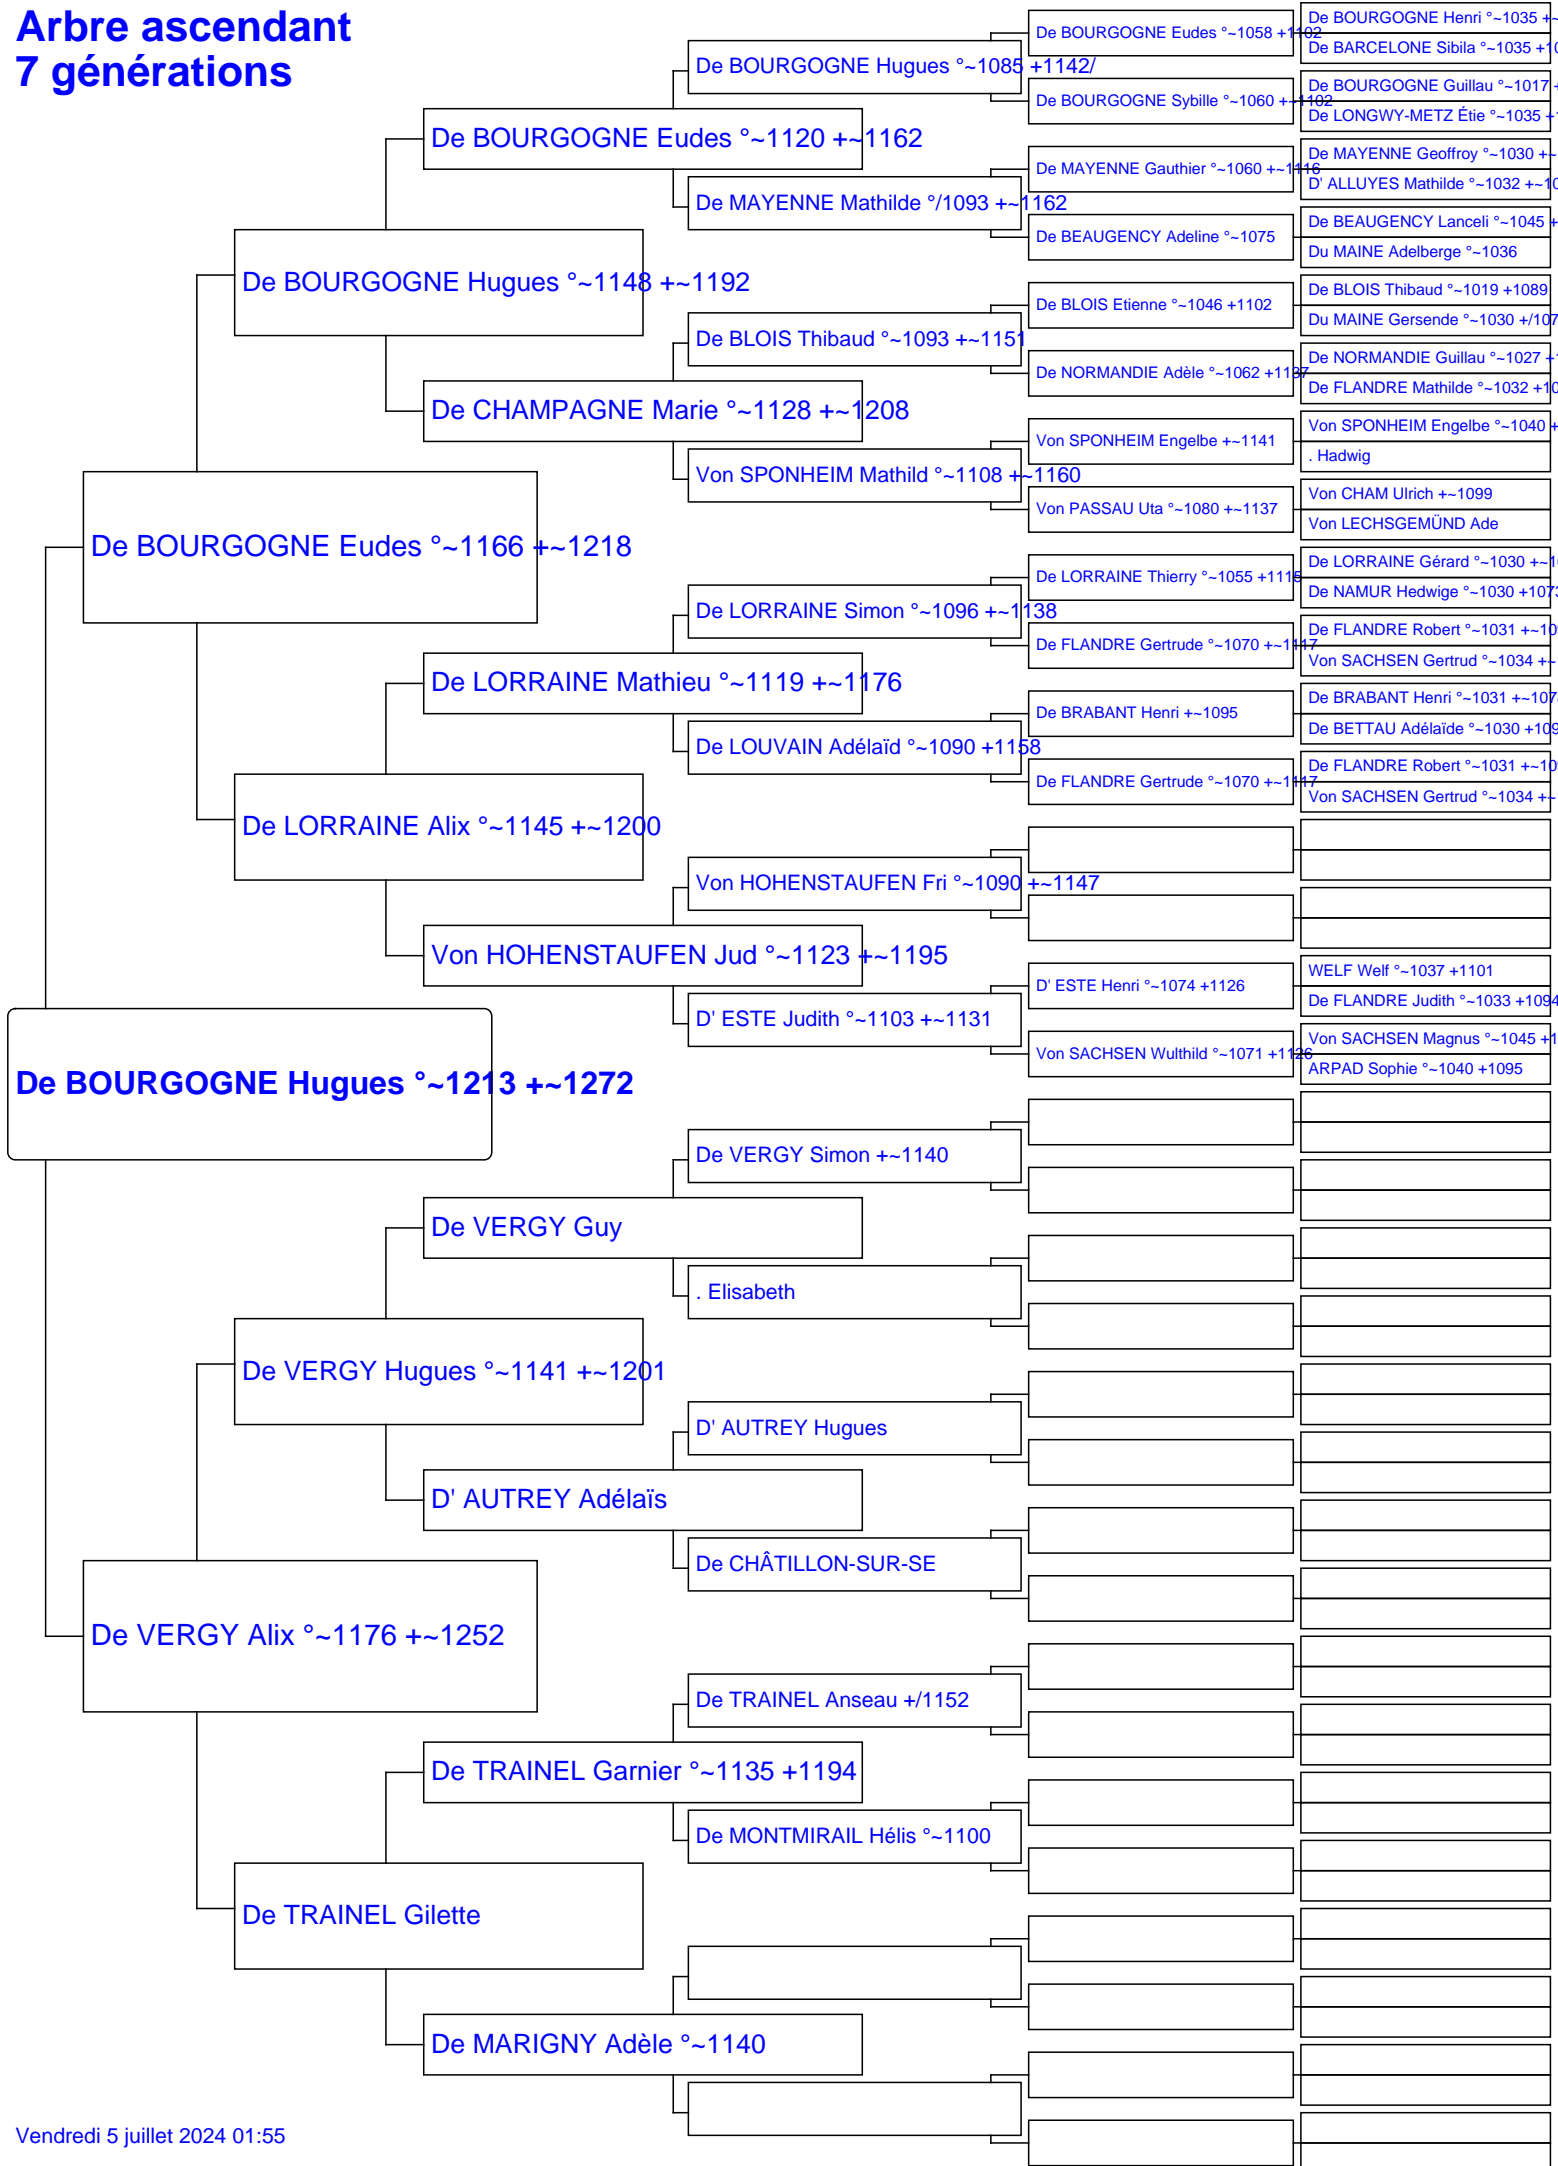 Arbre ascendant
7 générations
De BOURGOGNE Hugues °~1213 +~1272
De BOURGOGNE Eudes °~1166 +~1218
De VERGY Alix °~1176 +~1252
De BOURGOGNE Hugues °~1148 +~1192
De LORRAINE Alix °~1145 +~1200
De VERGY Hugues °~1141 +~1201
De TRAINEL Gilette
De BOURGOGNE Eudes °~1120 +~1162
De CHAMPAGNE Marie °~1128 +~1208
De LORRAINE Mathieu °~1119 +~1176
Von HOHENSTAUFEN Jud °~1123 +~1195
De VERGY Guy
D' AUTREY Adélaïs
De TRAINEL Garnier °~1135 +1194
De MARIGNY Adèle °~1140
De BOURGOGNE Hugues °~1085 +1142/
De MAYENNE Mathilde °/1093 +~1162
De BLOIS Thibaud °~1093 +~1151
Von SPONHEIM Mathild °~1108 +~1160
De LORRAINE Simon °~1096 +~1138
De LOUVAIN Adélaïd °~1090 +1158
Von HOHENSTAUFEN Fri °~1090 +~1147
D' ESTE Judith °~1103 +~1131
De VERGY Simon +~1140
. Elisabeth
D' AUTREY Hugues
De CHÂTILLON-SUR-SE
De TRAINEL Anseau +/1152
De MONTMIRAIL Hélis °~1100
De BOURGOGNE Eudes °~1058 +1102
De BOURGOGNE Sybille °~1060 +~1102
De MAYENNE Gauthier °~1060 +~1116
De BEAUGENCY Adeline °~1075
De BLOIS Etienne °~1046 +1102
De NORMANDIE Adèle °~1062 +1137
Von SPONHEIM Engelbe +~1141
Von PASSAU Uta °~1080 +~1137
De LORRAINE Thierry °~1055 +1115
De FLANDRE Gertrude °~1070 +~1117
De BRABANT Henri +~1095
De FLANDRE Gertrude °~1070 +~1117
D' ESTE Henri °~1074 +1126
Von SACHSEN Wulthild °~1071 +1126
De BOURGOGNE Henri °~1035 +~
De BARCELONE Sibila °~1035 +10
De BOURGOGNE Guillau °~1017 +
De LONGWY-METZ Étie °~1035 +1
De MAYENNE Geoffroy °~1030 +~
D' ALLUYES Mathilde °~1032 +~10
De BEAUGENCY Lanceli °~1045 +
Du MAINE Adelberge °~1036
De BLOIS Thibaud °~1019 +1089
Du MAINE Gersende °~1030 +/107
De NORMANDIE Guillau °~1027 +1
De FLANDRE Mathilde °~1032 +10
Von SPONHEIM Engelbe °~1040 +
. Hadwig
Von CHAM Ulrich +~1099
Von LECHSGEMÜND Ade
De LORRAINE Gérard °~1030 +~10
De NAMUR Hedwige °~1030 +1073
De FLANDRE Robert °~1031 +~109
Von SACHSEN Gertrud °~1034 +~
De BRABANT Henri °~1031 +~107
De BETTAU Adélaïde °~1030 +109
De FLANDRE Robert °~1031 +~109
Von SACHSEN Gertrud °~1034 +~
WELF Welf °~1037 +1101
De FLANDRE Judith °~1033 +1094
Von SACHSEN Magnus °~1045 +1
ARPAD Sophie °~1040 +1095
Vendredi 5 juillet 2024 01:55